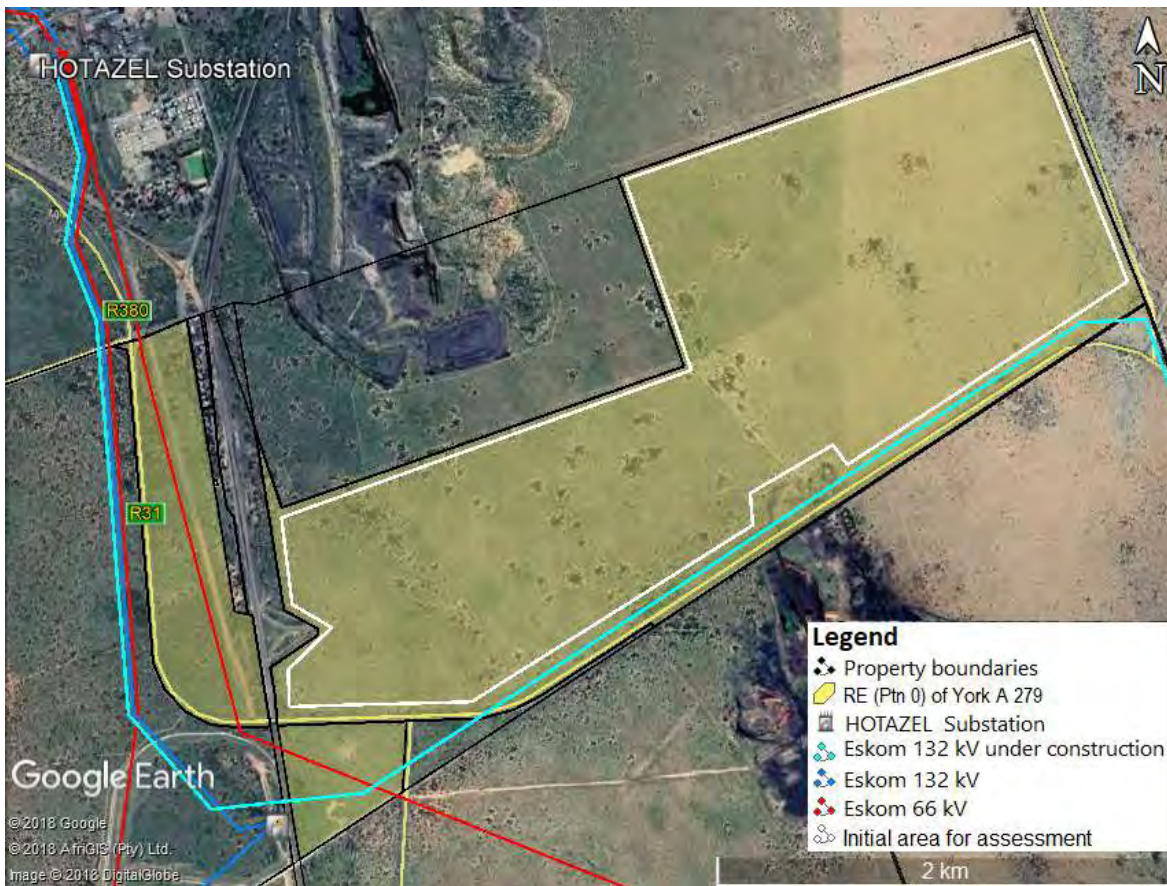 HOTAZEL Substation
N
R380
R31
Legend
Property boundaries
RE (Ptn 0) of York A 279
HOTAZEL Substation
Eskom 132 kV under construction
Eskom 132 kV
Eskom 66 kV
Initial area for assessment
Google Earth
© 2018 Google
© 2018 AfriGIS (Pty) Ltd.
Image © 2018 DigitalGlobe
2 km